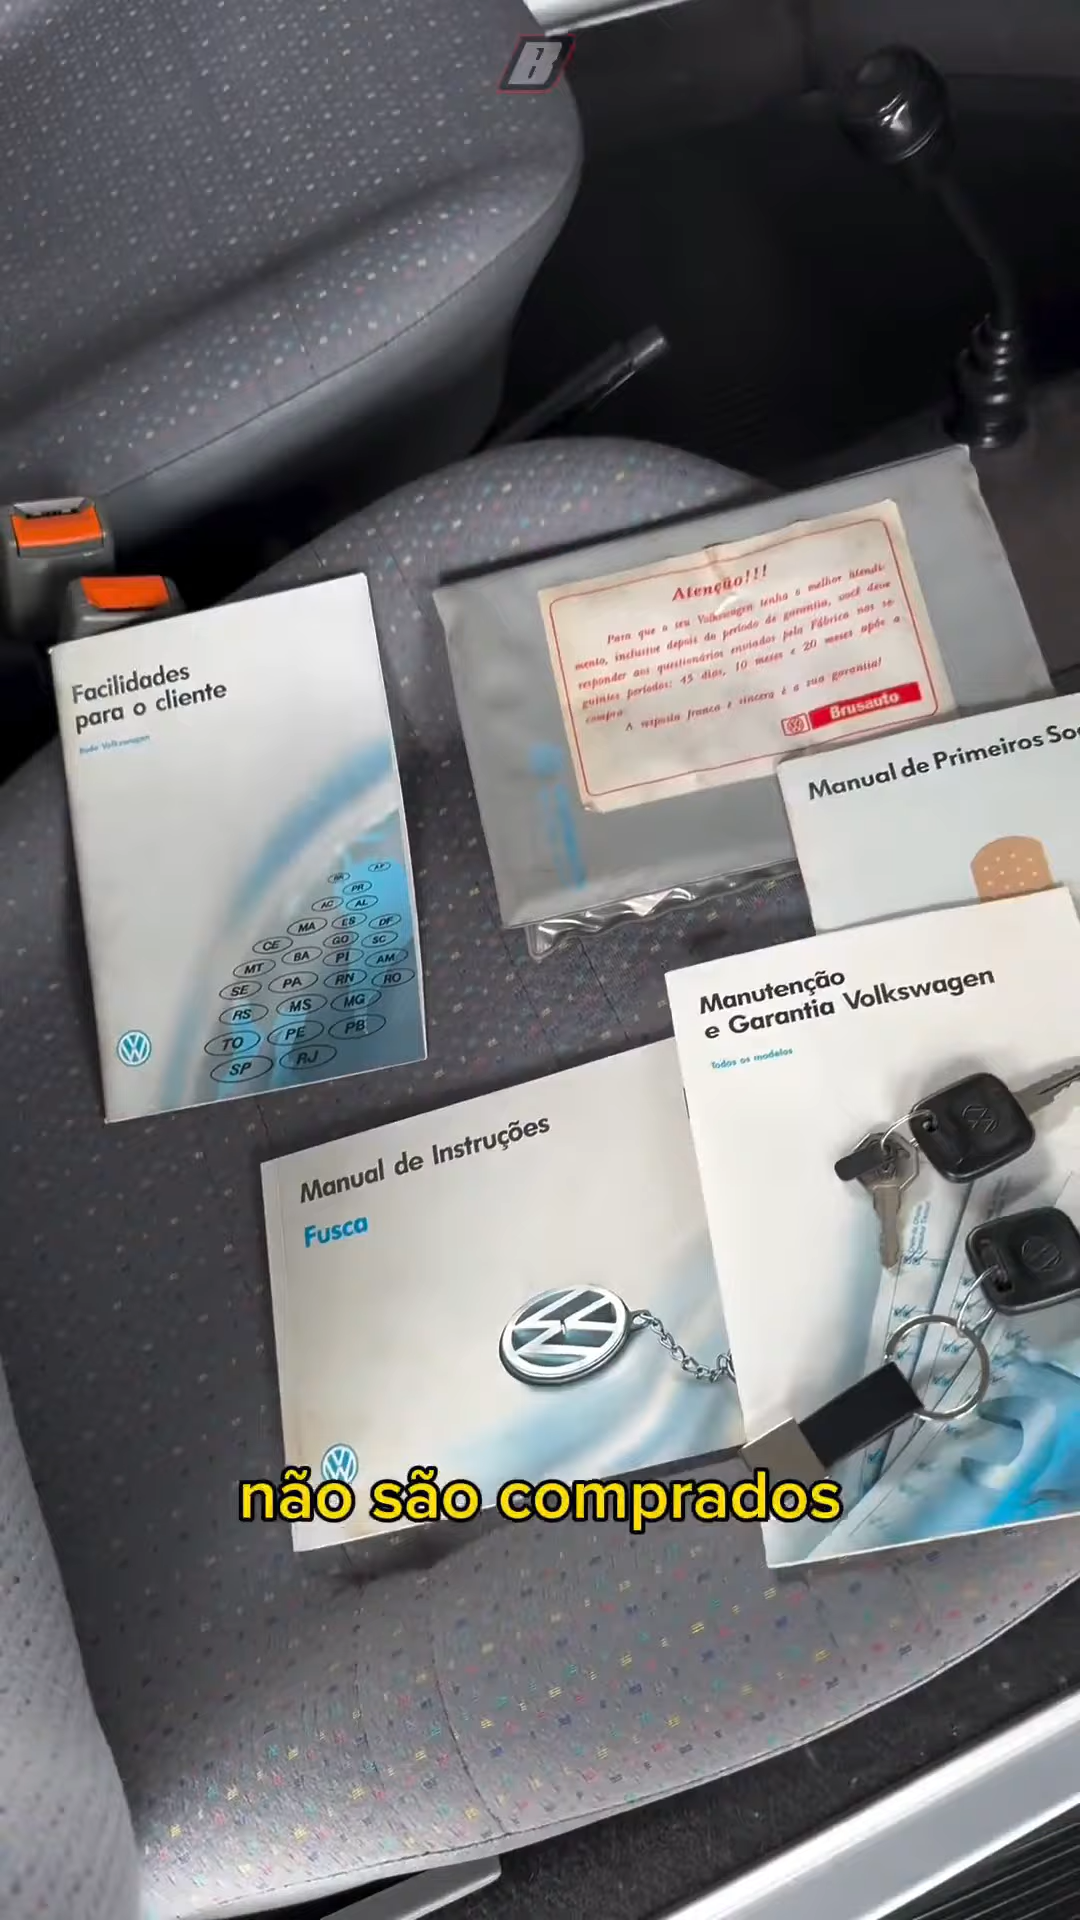 B
Facilidades
para o cliente
Rede Volkswagen
AP
RR
PR
AC AL
MA ES DF
CE GO SC
MT BA PI AM
SE PA RN RO
RS MS MG
TO PE PB
SP RJ
Atenção!!!
Para que o seu Volkswagen tenha o melhor atendi-
mento, inclusive depois do período de garantia, você deve
responder aos questionários enviados pela Fábrica nos se-
guintes períodos: 45 dias, 10 meses e 20 meses após a
compra.
A resposta franca e sincera é a sua garantia!
Brusauto
Manual de Primeiros Soc
Manutenção
e Garantia Volkswagen
Todos os modelos
Manual de Instruções
Fusca
não são comprados